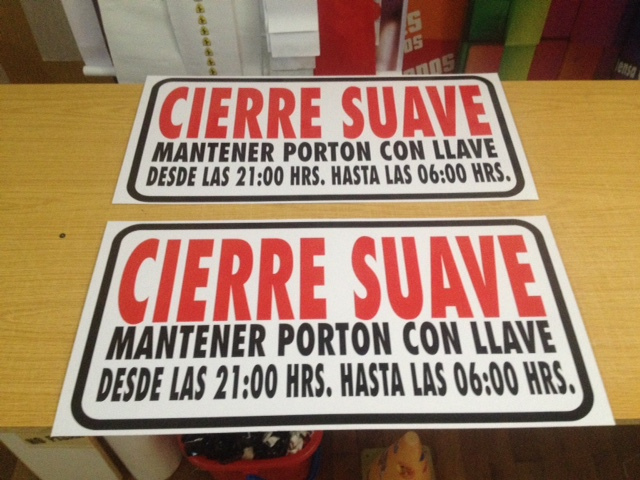 CIERRE SUAVE
MANTENER PORTON CON LLAVE
DESDE LAS 21:00 HRS. HASTA LAS 06:00 HRS.
CIERRE SUAVE
MANTENER PORTON CON LLAVE
DESDE LAS 21:00 HRS. HASTA LAS 06:00 HRS.